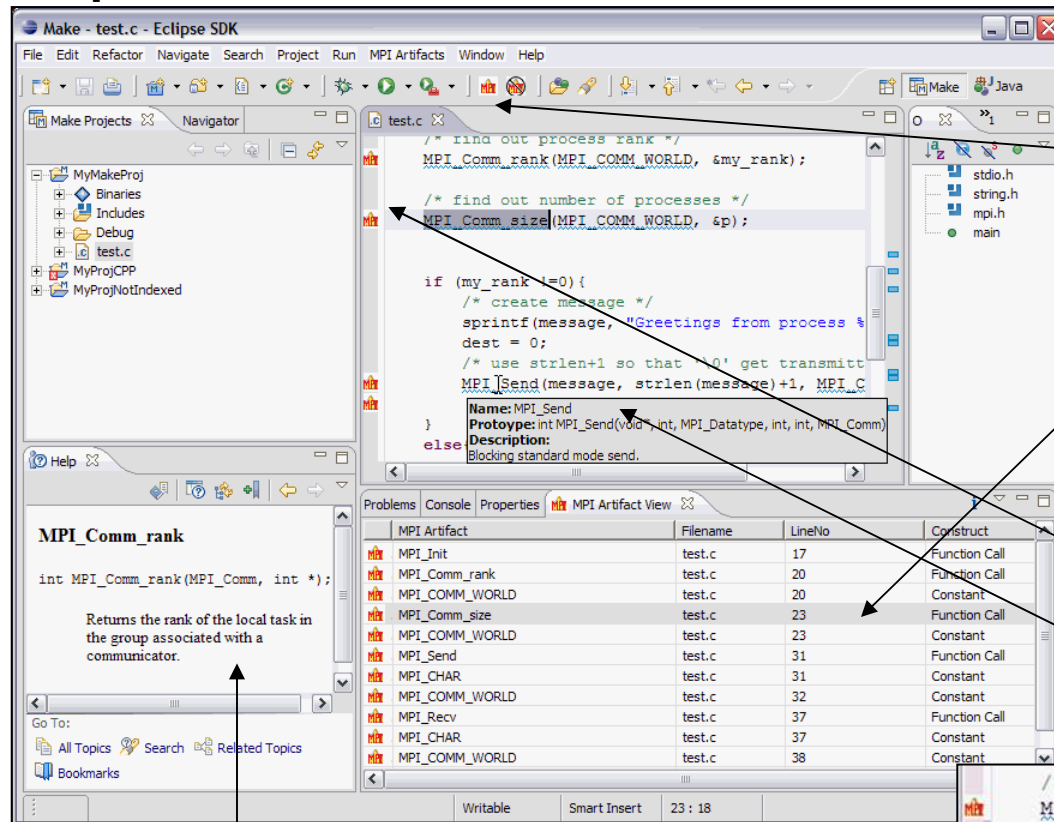 Make - test.c - Eclipse SDK
File Edit Refactor Navigate Search Project Run MPI Artifacts Window Help
Make Java
Make Projects Navigator
MyMakeProj
Binaries
Includes
Debug
test.c
MyProjCPP
MyProjNotIndexed
test.c
/* find out process rank */
MPI_Comm_rank(MPI_COMM_WORLD, &my_rank);
/* find out number of processes */
MPI_Comm_size(MPI_COMM_WORLD, &p);
if (my_rank !=0){
/* create message */
sprintf(message, "Greetings from process %
dest = 0;
/* use strlen+1 so that '\0' get transmitt
MPI_Send(message, strlen(message)+1, MPI_C
Name: MPI_Send
Protoype: int MPI_Send(void*, int, MPI_Datatype, int, int, MPI_Comm)
Description:
Blocking standard mode send.
}
else
O
stdio.h
string.h
mpi.h
main
Help
MPI_Comm_rank
int MPI_Comm_rank(MPI_Comm, int *);
Returns the rank of the local task in
the group associated with a
communicator.
Go To:
All Topics Search Related Topics
Bookmarks
Problems Console Properties MPI Artifact View
MPI Artifact Filename LineNo Construct
MPI_Init test.c 17 Function Call
MPI_Comm_rank test.c 20 Function Call
MPI_COMM_WORLD test.c 20 Constant
MPI_Comm_size test.c 23 Function Call
MPI_COMM_WORLD test.c 23 Constant
MPI_Send test.c 31 Function Call
MPI_CHAR test.c 31 Constant
MPI_COMM_WORLD test.c 32 Constant
MPI_Recv test.c 37 Function Call
MPI_CHAR test.c 37 Constant
MPI_COMM_WORLD test.c 38 Constant
Writable Smart Insert 23 : 18
/
M